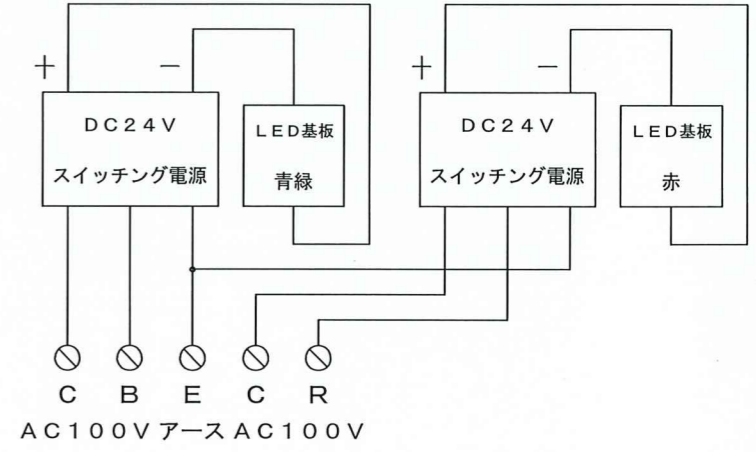 ＋ － ＋ －
ＤＣ２４Ｖ
スイッチング電源
ＬＥＤ基板
青緑
ＤＣ２４Ｖ
スイッチング電源
ＬＥＤ基板
赤
Ｃ Ｂ Ｅ Ｃ Ｒ
ＡＣ１００Ｖ アース ＡＣ１００Ｖ